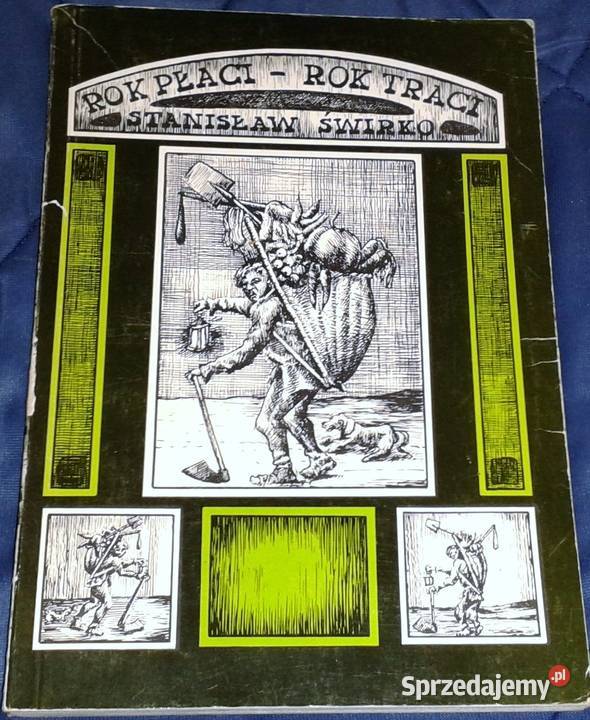 ROK PŁACI - ROK TRACI
STANISŁAW ŚWIRKO
Sprzedajemy.pl